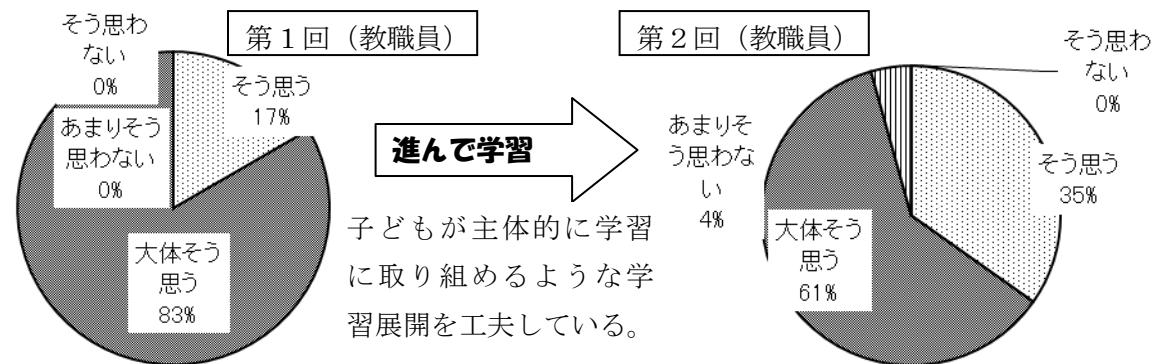 第１回（教職員）
そう思わ
ない
0%
そう思う
17%
あまりそう
思わない
0%
大体そう
思う
83%
進んで学習
子どもが主体的に学習
に取り組めるような学
習展開を工夫している。
第２回（教職員）
そう思わ
ない
0%
そう思う
35%
あまりそ
う思わな
い
4%
大体そう
思う
61%